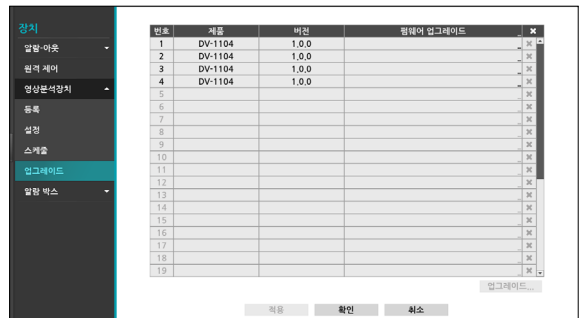 장치
알람-아웃
원격 제어
영상분석장치
등록
설정
스케줄
업그레이드
알람 박스
번호 제품 버전 펌웨어 업그레이드 ... ×
1 DV-1104 1.0.0 ... ×
2 DV-1104 1.0.0 ... ×
3 DV-1104 1.0.0 ... ×
4 DV-1104 1.0.0 ... ×
5 ... ×
6 ... ×
7 ... ×
8 ... ×
9 ... ×
10 ... ×
11 ... ×
12 ... ×
13 ... ×
14 ... ×
15 ... ×
16 ... ×
17 ... ×
18 ... ×
19 ... ×
업그레이드...
적용 확인 취소